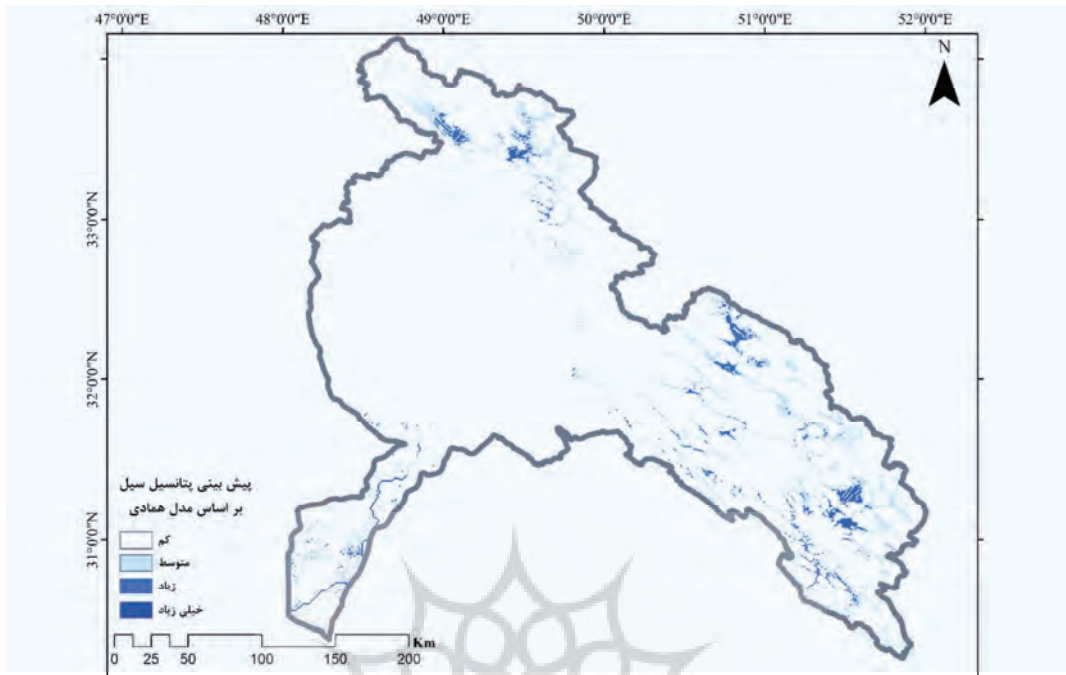 47°0'0"E 48°0'0"E 49°0'0"E 50°0'0"E 51°0'0"E 52°0'0"E
N
33°0'0"N
32°0'0"N
31°0'0"N
پیش بینی پتانسیل سیل
بر اساس مدل همادی
کم
متوسط
زیاد
خیلی زیاد
Km
0 25 50 100 150 200